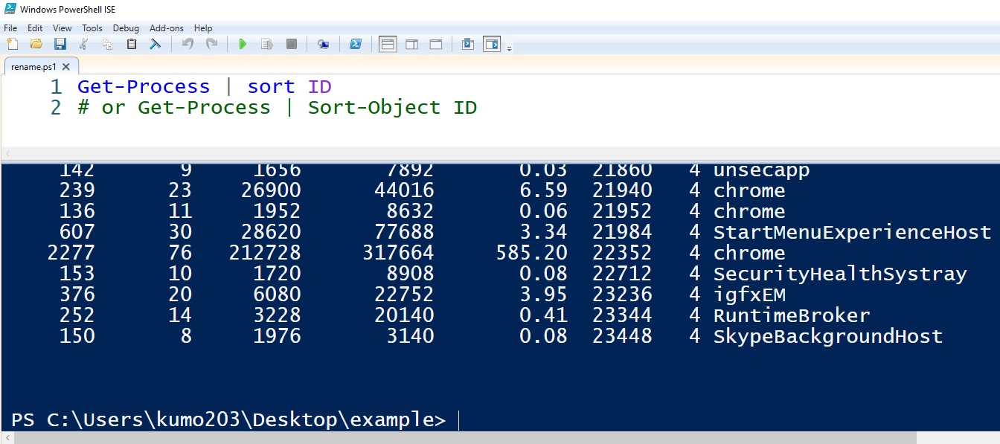 Windows PowerShell ISE
File Edit View Tools Debug Add-ons Help
rename.ps1
1 Get-Process | sort ID
2 # or Get-Process | Sort-Object ID
142 9 1656 7892 0.03 21860 4 unsecapp
239 23 26900 44016 6.59 21940 4 chrome
136 11 1952 8632 0.06 21952 4 chrome
607 30 28620 77688 3.34 21984 4 StartMenuExperienceHost
2277 76 212728 317664 585.20 22352 4 chrome
153 10 1720 8908 0.08 22712 4 SecurityHealthSystray
376 20 6080 22752 3.95 23236 4 igfxEM
252 14 3228 20140 0.41 23344 4 RuntimeBroker
150 8 1976 3140 0.08 23448 4 SkypeBackgroundHost
PS C:\Users\kumo203\Desktop\example>